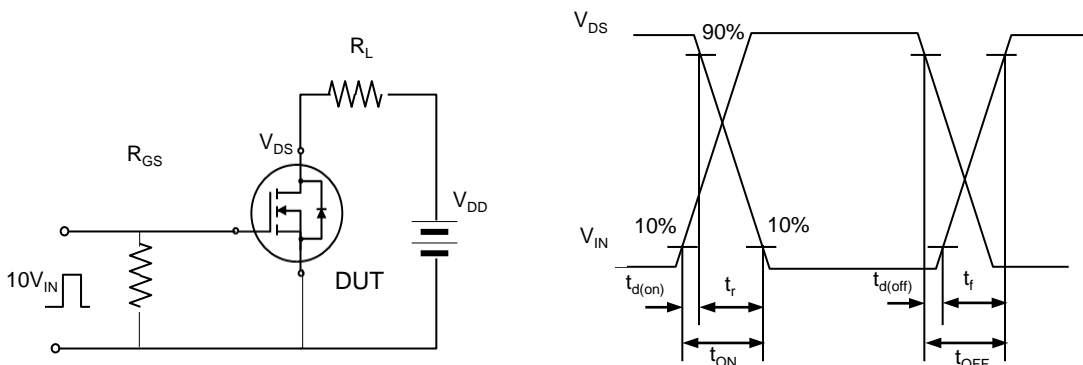 R_L
V_DS
R_GS
V_DD
10V_IN
DUT
V_DS
90%
10%
10%
V_IN
t_d(on)
t_r
t_d(off)
t_f
t_ON
t_OFF